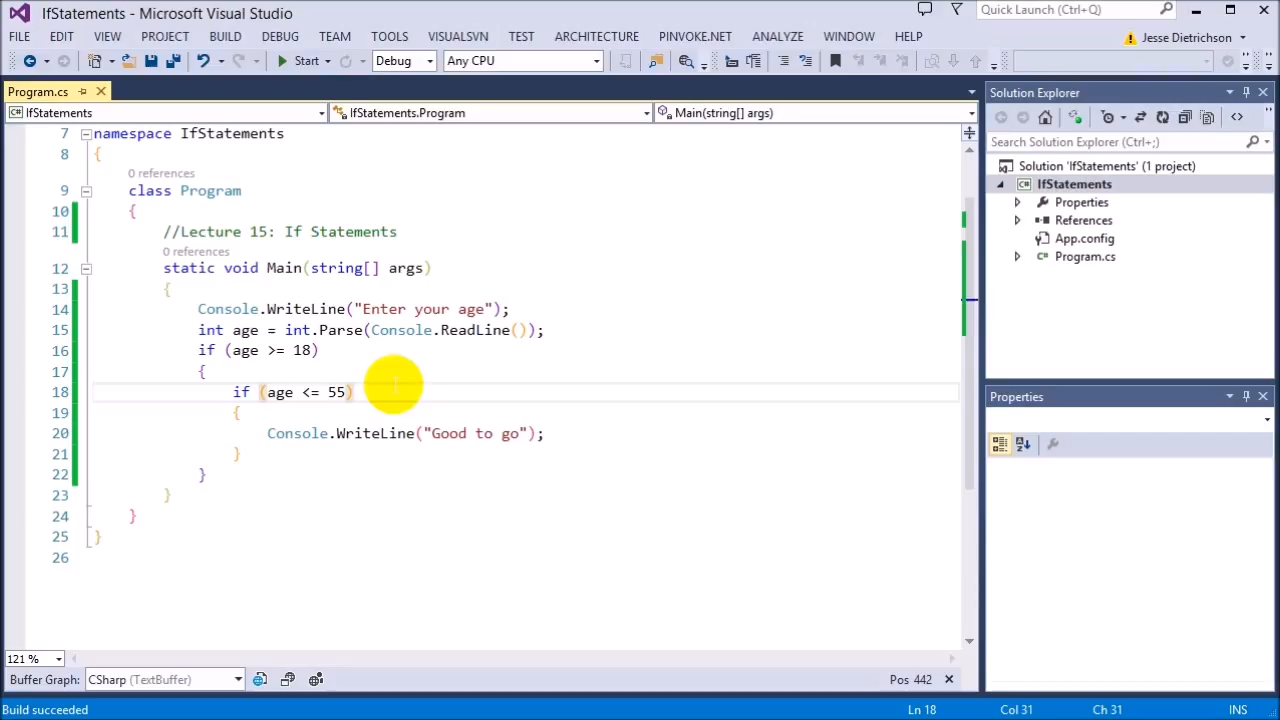 IfStatements - Microsoft Visual Studio
Quick Launch (Ctrl+Q)
FILE EDIT VIEW PROJECT BUILD DEBUG TEAM TOOLS VISUALSVN TEST ARCHITECTURE PINVOKE.NET ANALYZE WINDOW HELP
Jesse Dietrichson
Start Debug Any CPU
Program.cs
IfStatements IfStatements.Program Main(string[] args)
7 namespace IfStatements
8 {
0 references
9 class Program
10 {
11 //Lecture 15: If Statements
0 references
12 static void Main(string[] args)
13 {
14 Console.WriteLine("Enter your age");
15 int age = int.Parse(Console.ReadLine());
16 if (age >= 18)
17 {
18 if (age <= 55)
19 {
20 Console.WriteLine("Good to go");
21 }
22 }
23 }
24 }
25 }
26
121 %
Buffer Graph: CSharp (TextBuffer) Pos 442
Solution Explorer
Search Solution Explorer (Ctrl+;)
Solution 'IfStatements' (1 project)
C# IfStatements
Properties
References
App.config
Program.cs
Properties
Build succeeded Ln 18 Col 31 Ch 31 INS